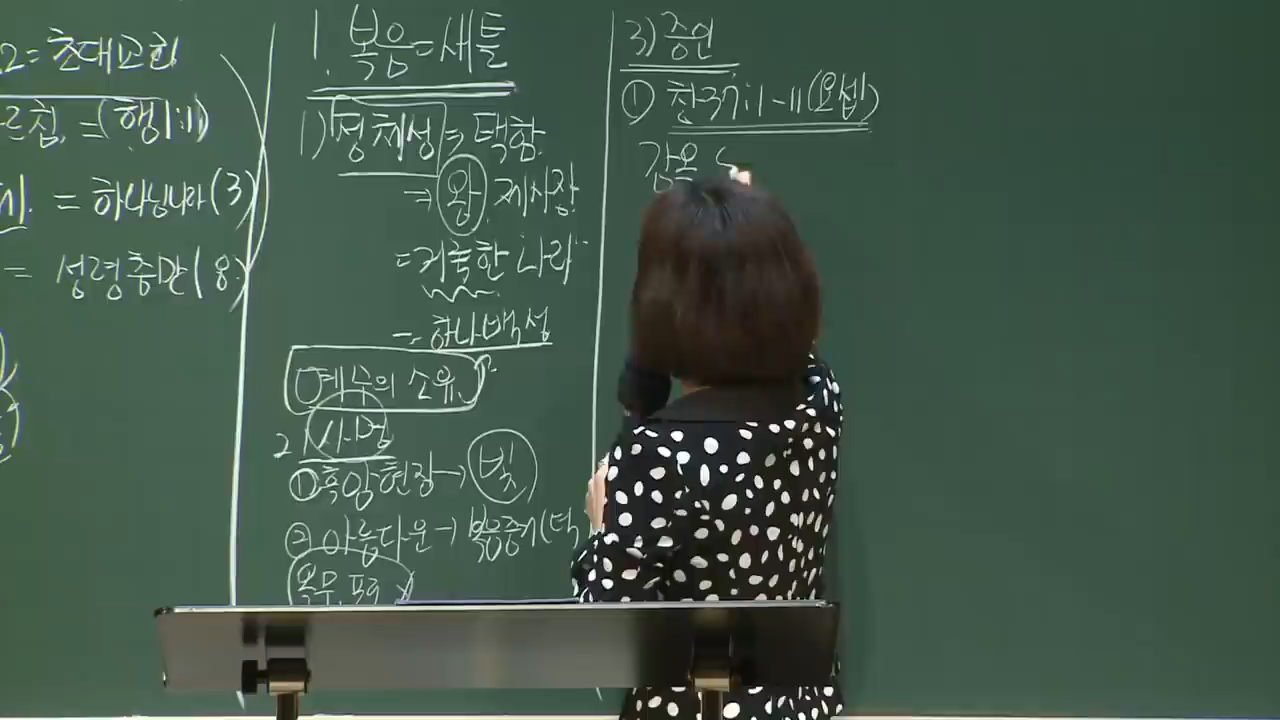 2=초대교회
=(행1:11)
=하나님나라(3)
=성령충만(8)
1. 복음=새틀
1) 정체성⇒택함
⇒왕. 제사장
=거룩한 나라
=하나백성
예수의 소유
2) 사명
①흑암현장→빛
②아름다운→복음증거(택
3) 증인
① 창37:1-11(요셉)
감옥